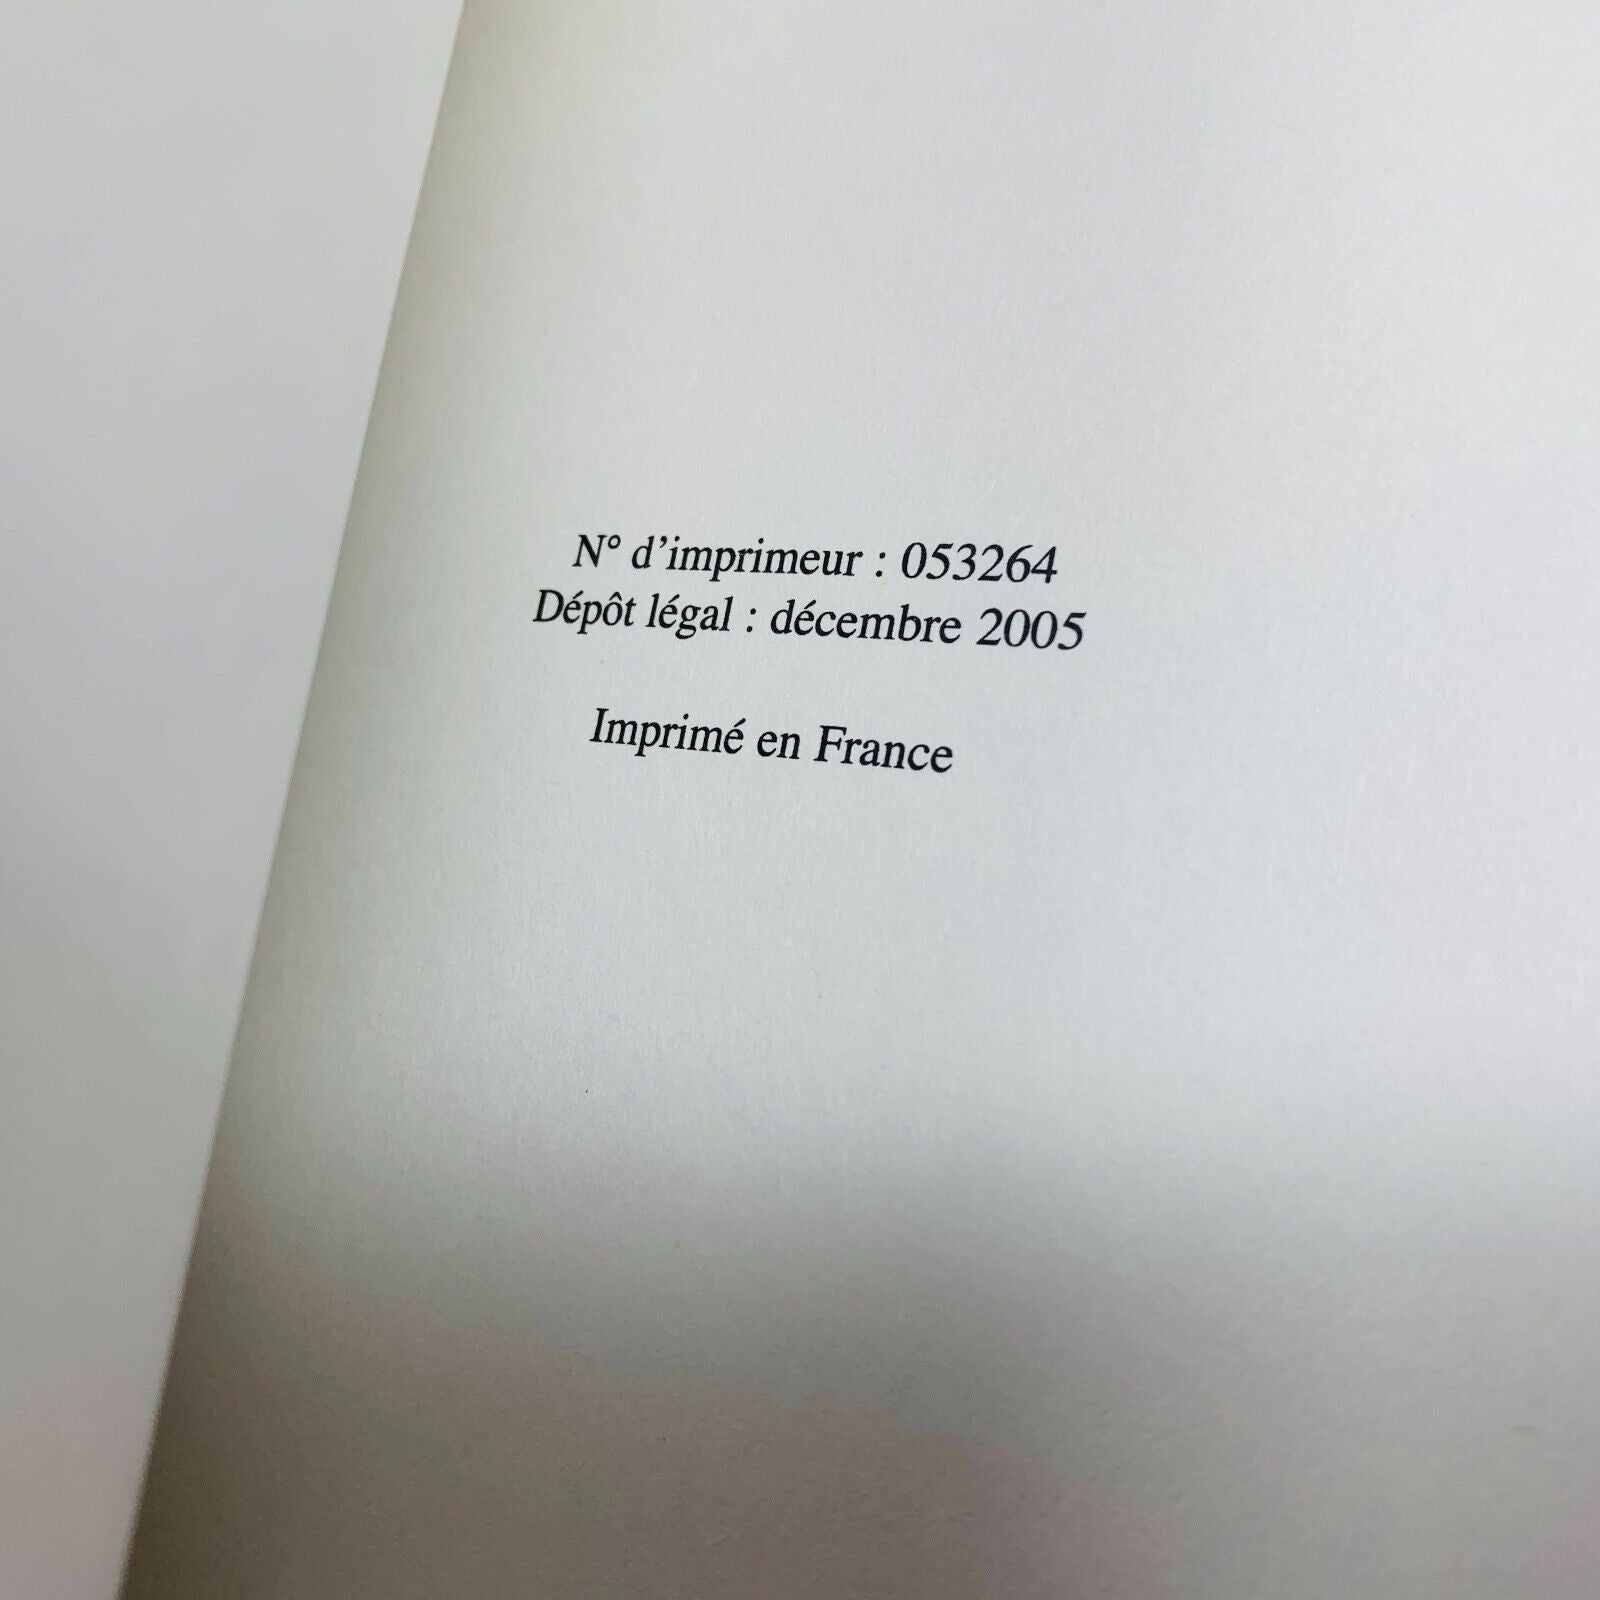 N° d'imprimeur : 053264
Dépôt légal : décembre 2005
Imprimé en France